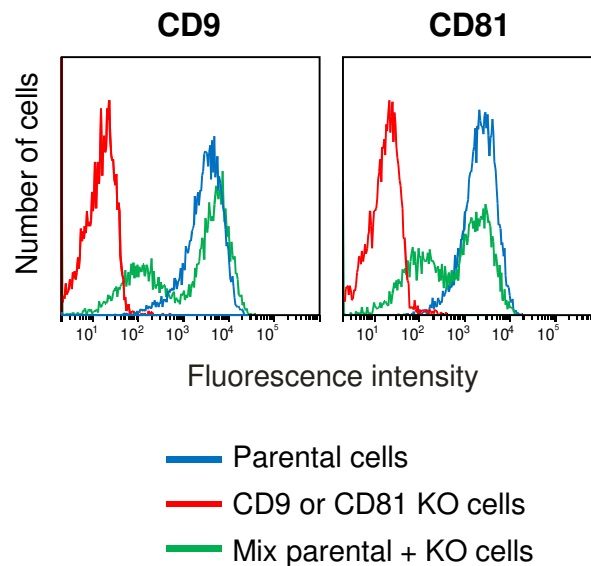 CD9 CD81
Number of cells
10¹ 10² 10³ 10⁴ 10⁵ 10¹ 10² 10³ 10⁴ 10⁵
Fluorescence intensity
Parental cells
CD9 or CD81 KO cells
Mix parental + KO cells